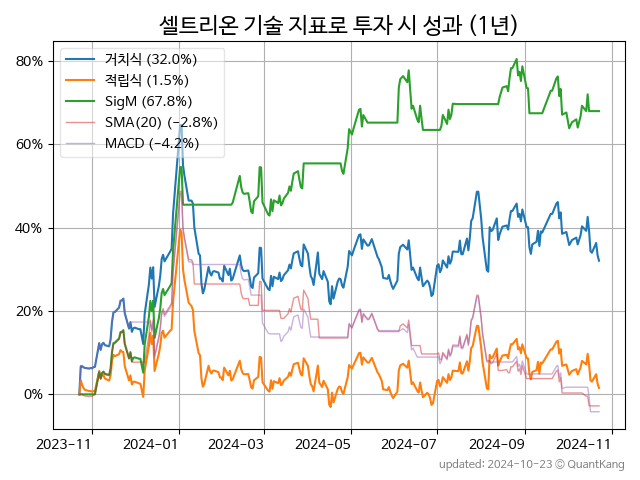 셀트리온 기술 지표로 투자 시 성과 (1년)
거치식 (32.0%)
적립식 (1.5%)
SigM (67.8%)
SMA(20) (−2.8%)
MACD (−4.2%)
80%
60%
40%
20%
0%
2023-11 2024-01 2024-03 2024-05 2024-07 2024-09 2024-11
updated: 2024-10-23 ⓒ QuantKang